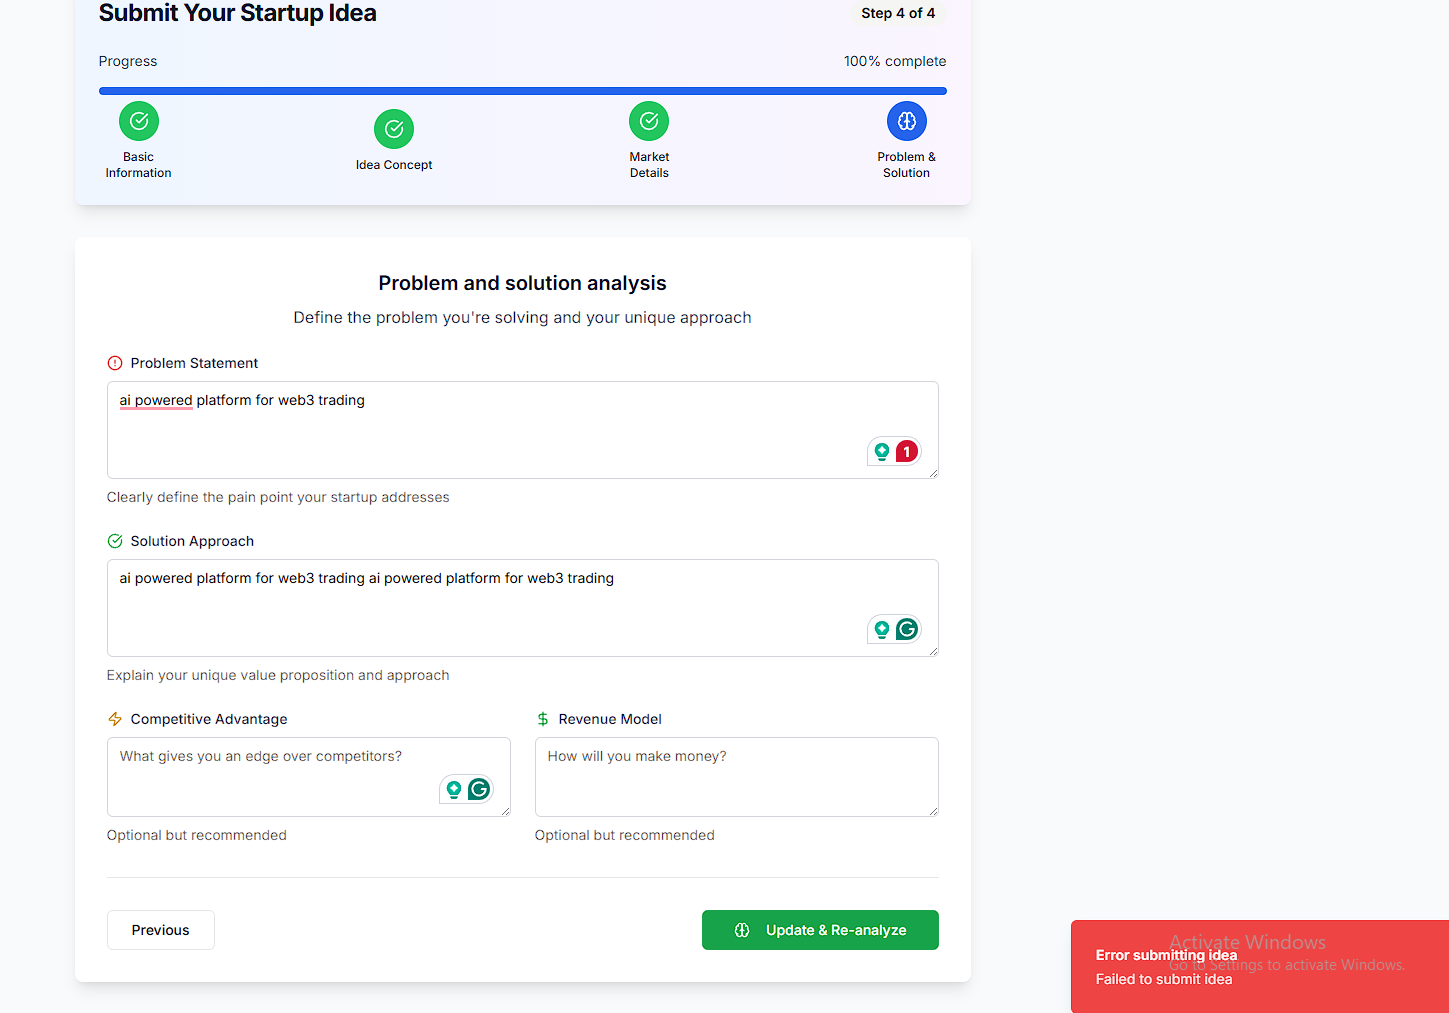 Submit Your Startup Idea
Step 4 of 4
Progress
100% complete
Basic
Information
Idea Concept
Market
Details
Problem &
Solution
Problem and solution analysis
Define the problem you're solving and your unique approach
Problem Statement
ai powered platform for web3 trading
1
Clearly define the pain point your startup addresses
Solution Approach
ai powered platform for web3 trading ai powered platform for web3 trading
Explain your unique value proposition and approach
Competitive Advantage
What gives you an edge over competitors?
Optional but recommended
Revenue Model
How will you make money?
Optional but recommended
Previous
Update & Re-analyze
Activate Windows
Go to Settings to activate Windows.
Error submitting idea
Failed to submit idea